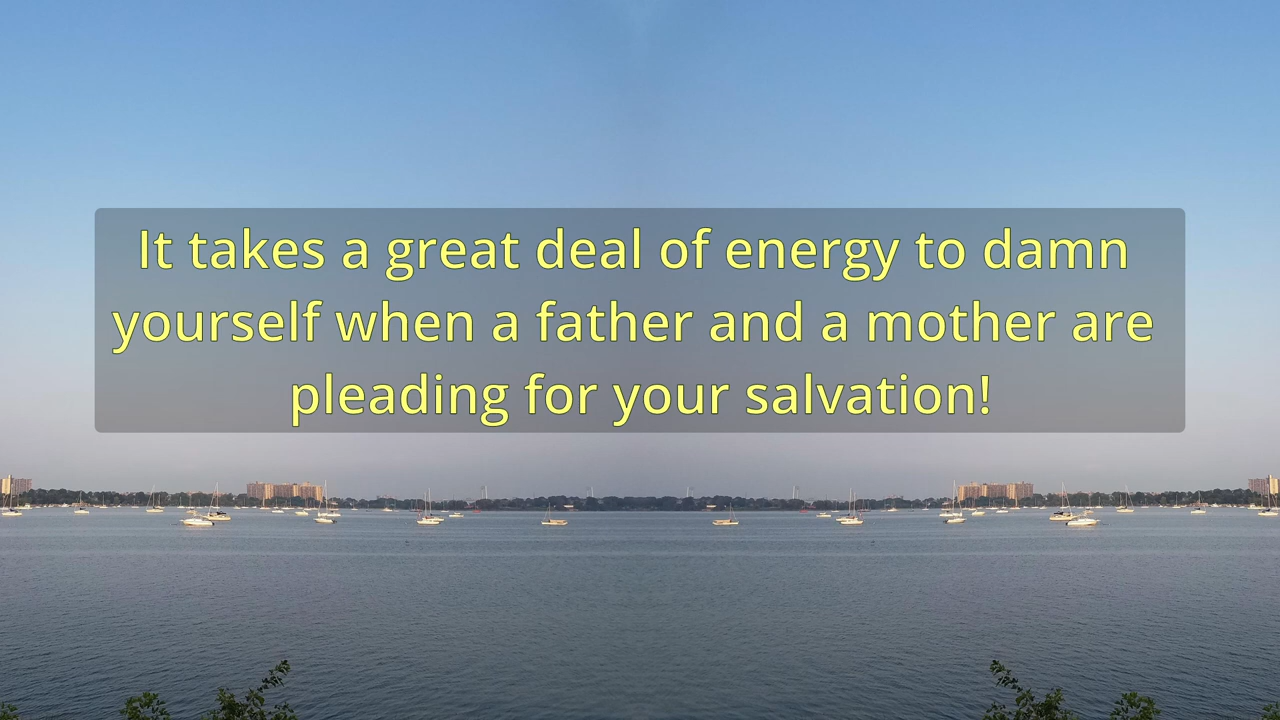 It takes a great deal of energy to damn
yourself when a father and a mother are
pleading for your salvation!